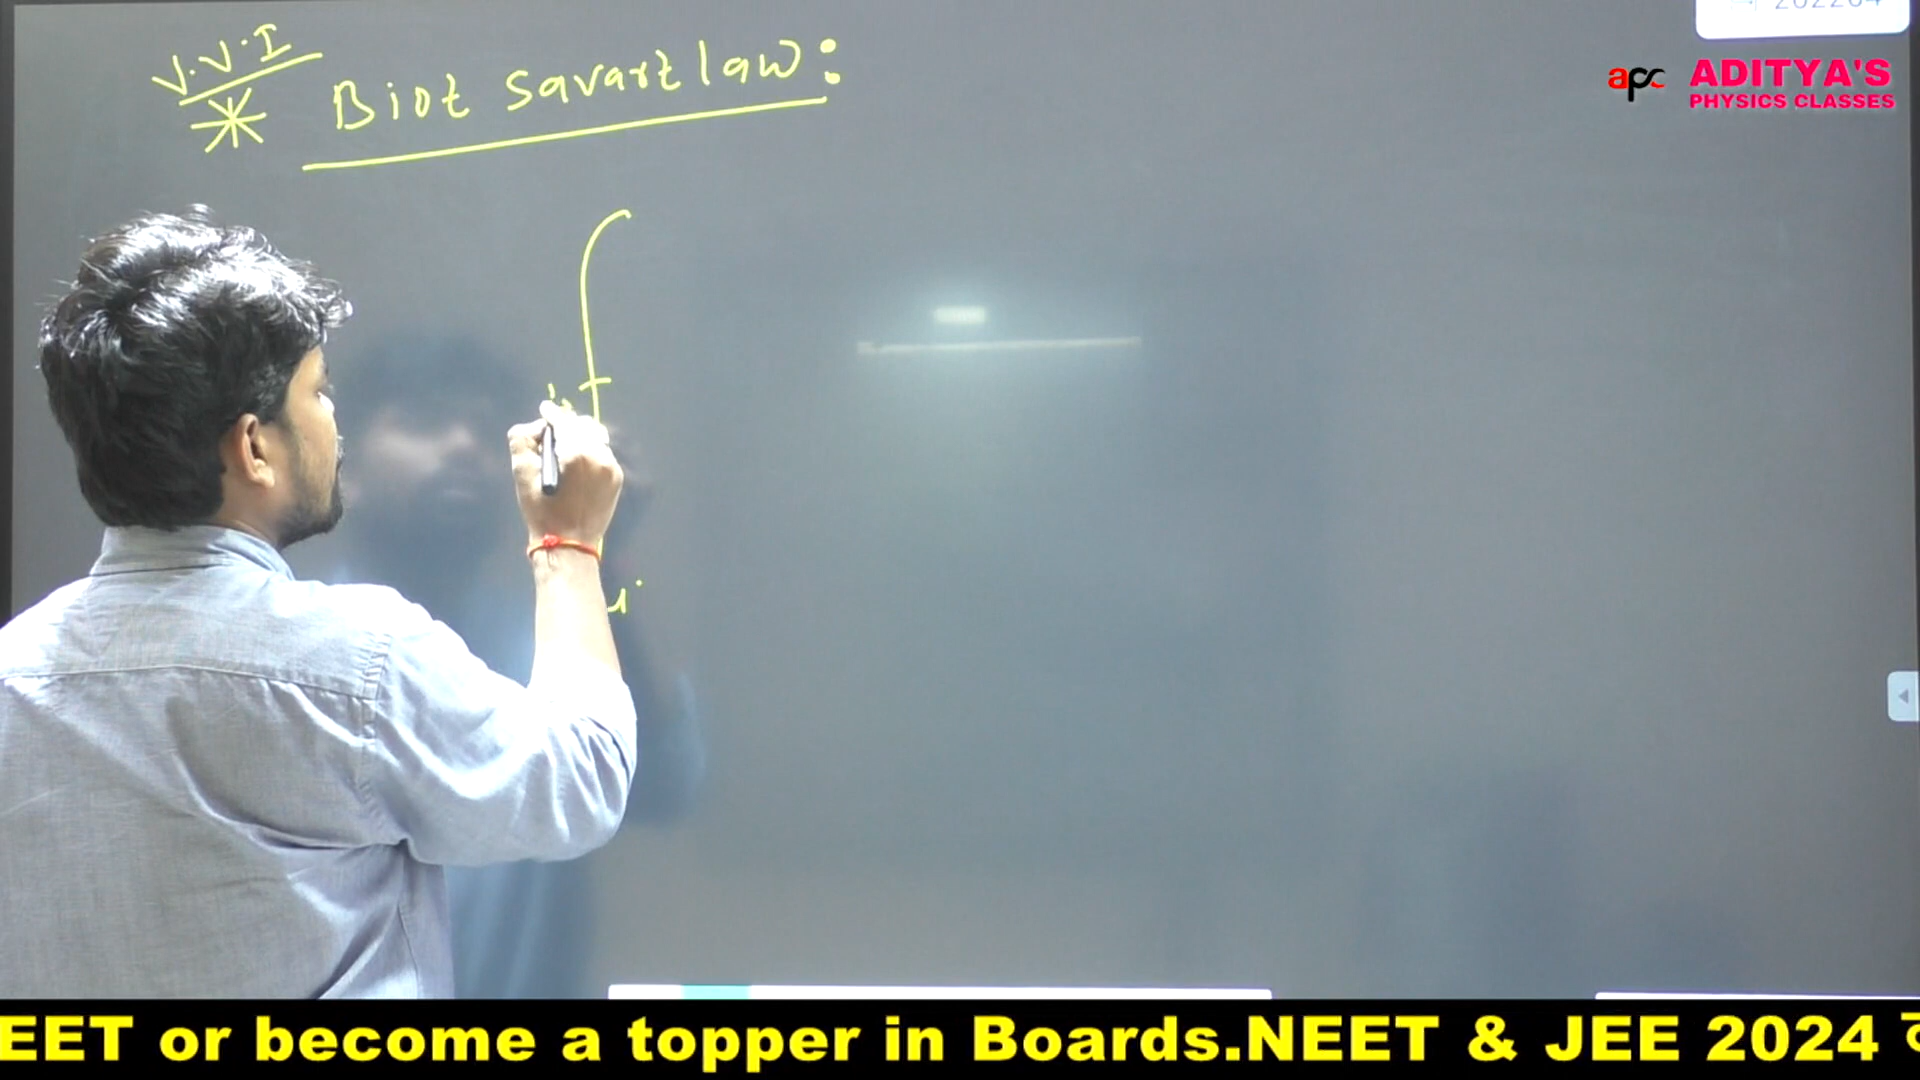 V.V.I
Biot savart law:
i
apc ADITYA'S
PHYSICS CLASSES
EET or become a topper in Boards.NEET & JEE 2024